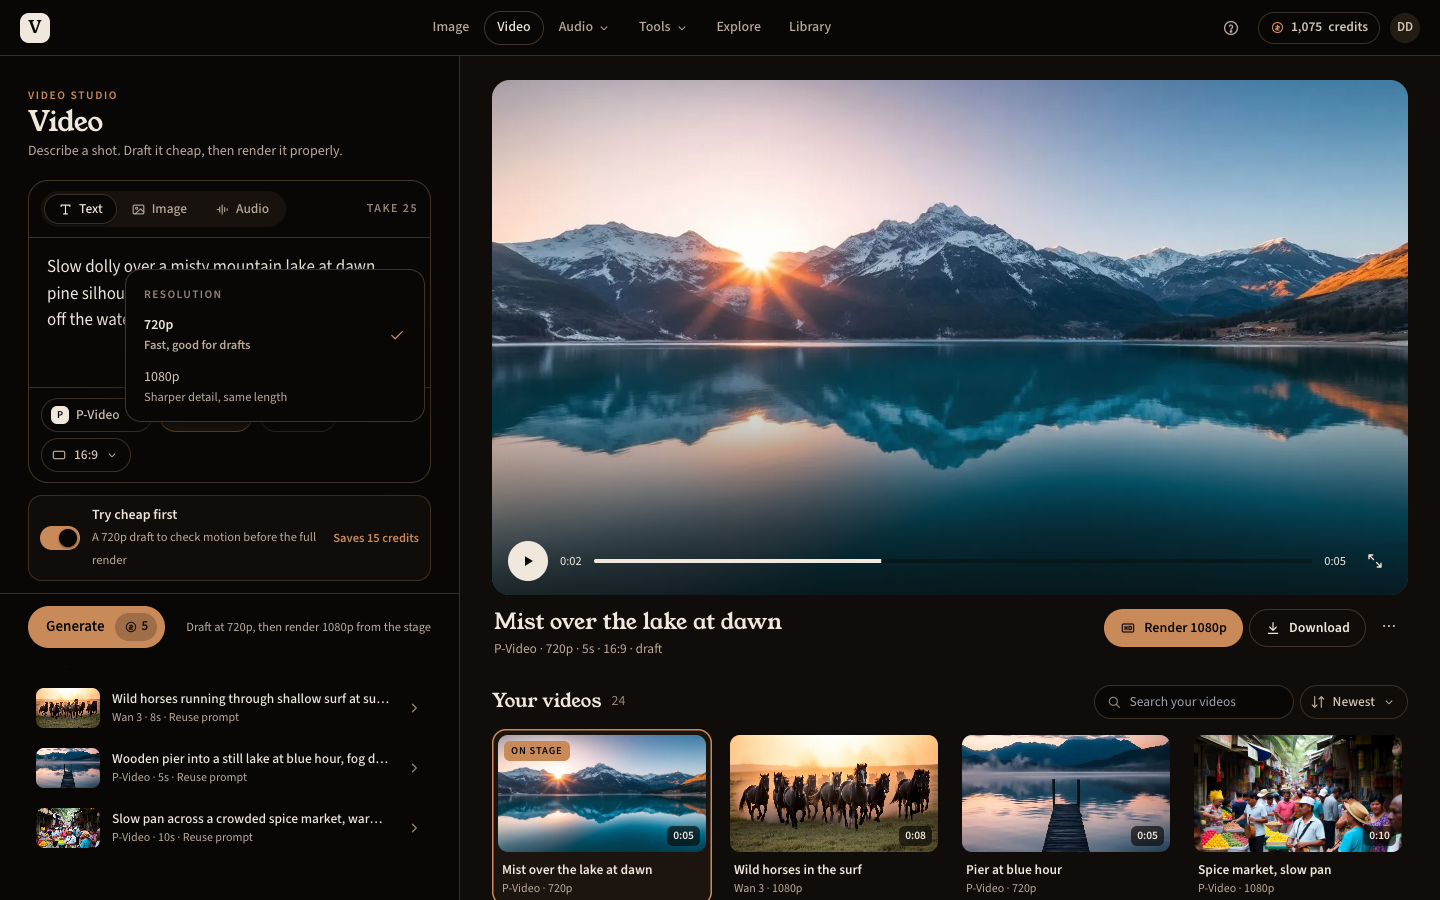 V
Image
Video
Audio
Tools
Explore
Library
1,075 credits
DD
VIDEO STUDIO
Video
Describe a shot. Draft it cheap, then render it properly.
Text
Image
Audio
TAKE 25
Slow dolly over a misty mountain lake at dawn
pine
off the
RESOLUTION
720p
Fast, good for drafts
1080p
Sharper detail, same length
P
P-Video
16:9
Try cheap first
A 720p draft to check motion before the full
render
Saves 15 credits
Generate
5
Draft at 720p, then render 1080p from the stage
Wild horses running through shallow surf at su…
Wan 3 · 8s · Reuse prompt
Wooden pier into a still lake at blue hour, fog d…
P-Video · 5s · Reuse prompt
Slow pan across a crowded spice market, war…
P-Video · 10s · Reuse prompt
0:02
0:05
Mist over the lake at dawn
P-Video · 720p · 5s · 16:9 · draft
HD
Render 1080p
Download
Your videos 24
Search your videos
Newest
ON STAGE
0:05
Mist over the lake at dawn
P-Video · 720p
0:08
Wild horses in the surf
Wan 3 · 1080p
0:05
Pier at blue hour
P-Video · 720p
0:10
Spice market, slow pan
P-Video · 1080p